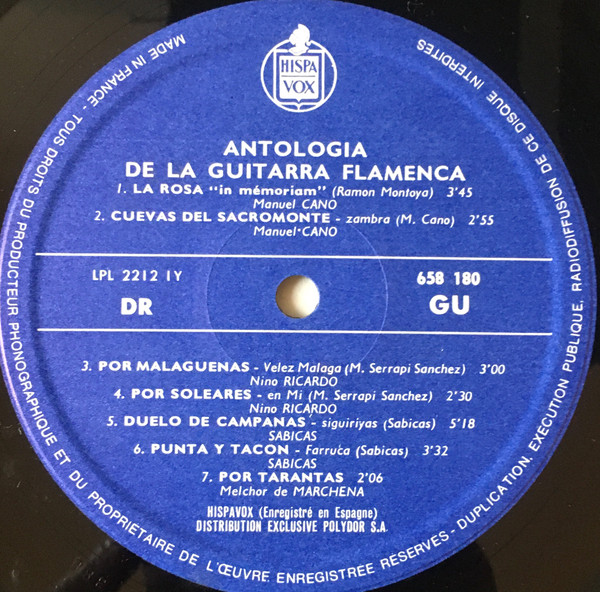 HISPA
VOX
ANTOLOGIA
DE LA GUITARRA FLAMENCA
1. LA ROSA "in mémoriam" (Ramon Montoya) 3'45
Manuel CANO
2. CUEVAS DEL SACROMONTE - zambra (M. Cano) 2'55
Manuel CANO
LPL 2212 1Y
658 180
DR
GU
3. POR MALAGUENAS - Velez Malaga (M. Serrapi Sanchez) 3'00
Nino RICARDO
4. POR SOLEARES - en Mi (M. Serrapi Sanchez) 2'30
Nino RICARDO
5. DUELO DE CAMPANAS - siguiriyas (Sabicas) 5'18
SABICAS
6. PUNTA Y TACON - Farruca (Sabicas) 3'32
SABICAS
7. POR TARANTAS 2'06
Melchor de MARCHENA
HISPAVOX (Enregistré en Espagne)
DISTRIBUTION EXCLUSIVE POLYDOR S.A.
MADE IN FRANCE - TOUS DROITS DU PRODUCTEUR PHONOGRAPHIQUE ET DU PROPRIETAIRE DE L'ŒUVRE ENREGISTREE RESERVES - DUPLICATION, EXECUTION PUBLIQUE, RADIODIFFUSION DE CE DISQUE INTERDITES